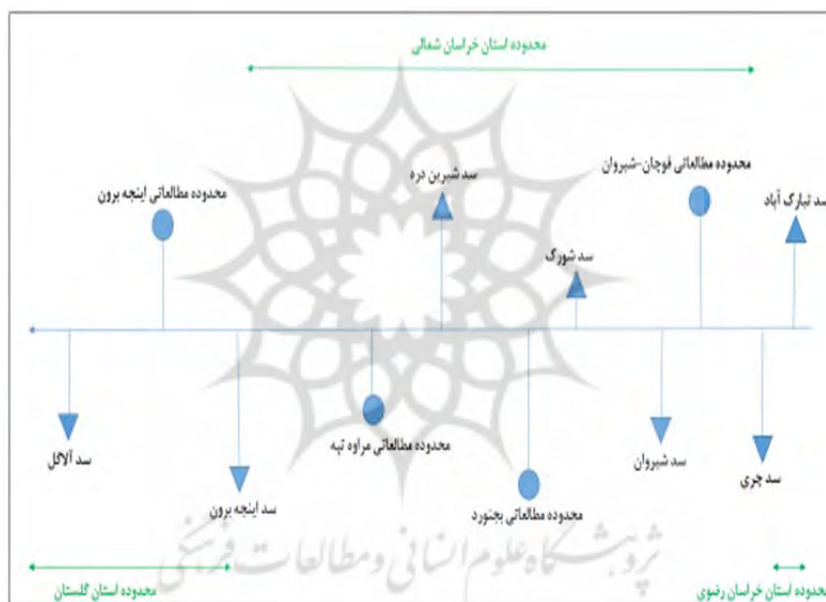 محدوده استان خراسان شمالی
محدوده مطالعاتی قوچان-شیروان
سد شیرین دره
سد تبارک آباد
محدوده مطالعاتی اینچه برون
سد شورک
سد چری
سد شیروان
محدوده مطالعاتی مراوه تپه
سد آلاگل
محدوده مطالعاتی بجنورد
سد اینچه برون
پژوهشگاه علوم انسانی و مطالعات فرهنگی
محدوده استان خراسان رضوی
محدوده استان گلستان